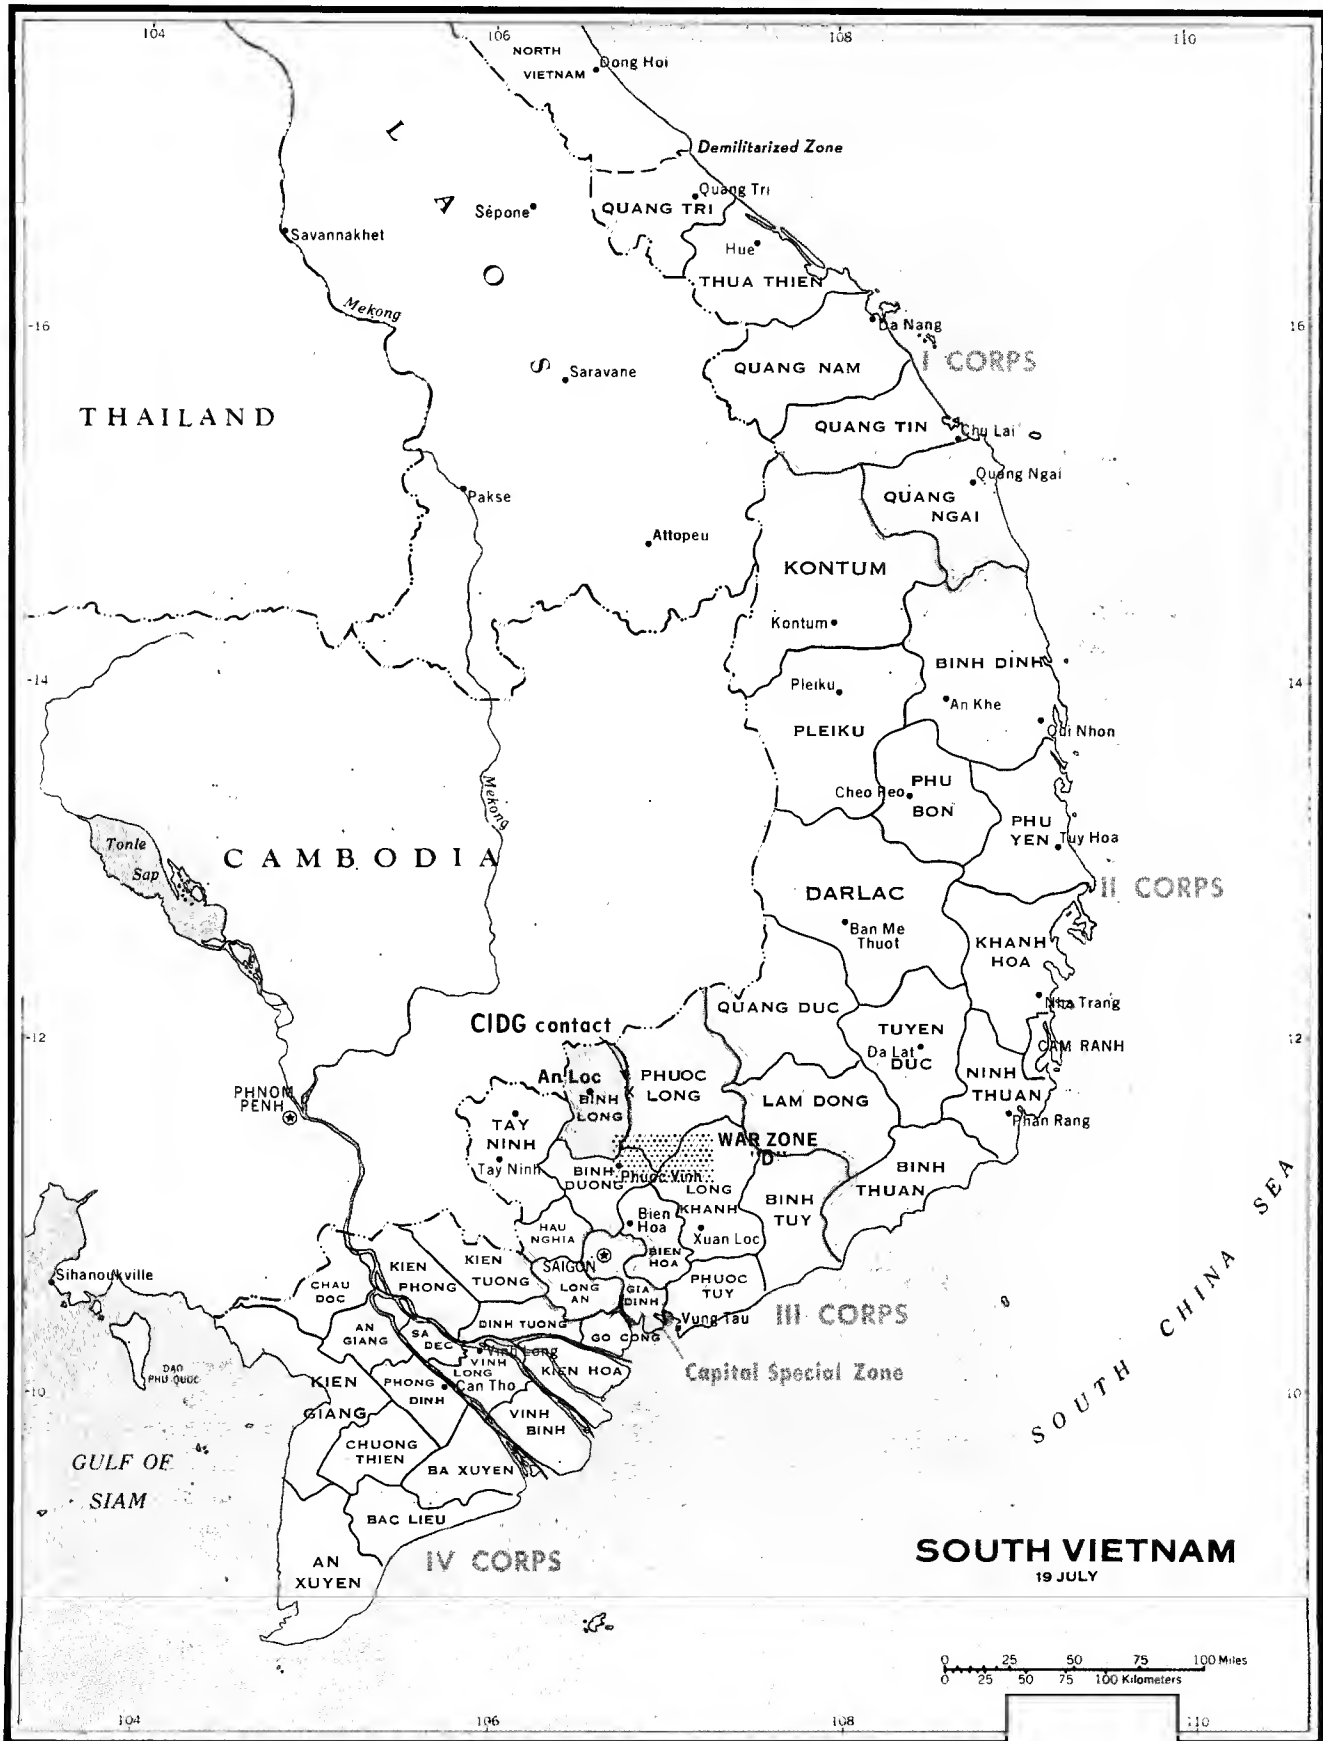 104
106
108
110
NORTH
VIETNAM
Dong Hoi
L
A
O
S
Demilitarized Zone
Quang Tri
QUANG TRI
Sépone
Savannakhet
Hue
THUA THIEN
Mekong
16
16
Da Nang
I CORPS
QUANG NAM
Saravane
THAILAND
QUANG TIN
Chu Lai
Quang Ngai
QUANG
NGAI
Pakse
Attopeu
KONTUM
Kontum
BINH DINH
14
14
Pleiku
An Khe
Qui Nhon
PLEIKU
Mekong
PHU
BON
Cheo Reo
PHU
YEN
Tuy Hoa
Tonle
Sap
CAMBODIA
DARLAC
II CORPS
Ban Me
Thuot
KHANH
HOA
Nha Trang
QUANG DUC
CIDG contact
12
12
TUYEN
DUC
Da Lat
CAM RANH
An Loc
BINH
LONG
PHUOC
LONG
NINH
THUAN
PHNOM
PENH
LAM DONG
Phan Rang
TAY
NINH
Tay Ninh
WAR ZONE
"D"
BINH
DUONG
Phuoc Vinh
BINH
THUAN
LONG
KHANH
BINH
TUY
Bien
Hoa
HAU
NGHIA
Xuan Loc
SAIGON
BIEN
HOA
KIEN
PHONG
KIEN
TUONG
Sihanoukville
CHAU
DOC
LONG
AN
GIA
DINH
PHUOC
TUY
Vung Tau
III CORPS
AN
GIANG
SA
DEC
DINH TUONG
GO CONG
Vinh Long
VINH
LONG
KIEN HOA
Capital Special Zone
DAO
PHU QUOC
KIEN
GIANG
PHONG
DINH
Can Tho
10
10
VINH
BINH
CHUONG
THIEN
BA XUYEN
GULF OF
SIAM
SOUTH CHINA SEA
BAC LIEU
AN
XUYEN
IV CORPS
SOUTH VIETNAM
19 JULY
0 25 50 75 100 Miles
0 25 50 75 100 Kilometers
104
106
108
110